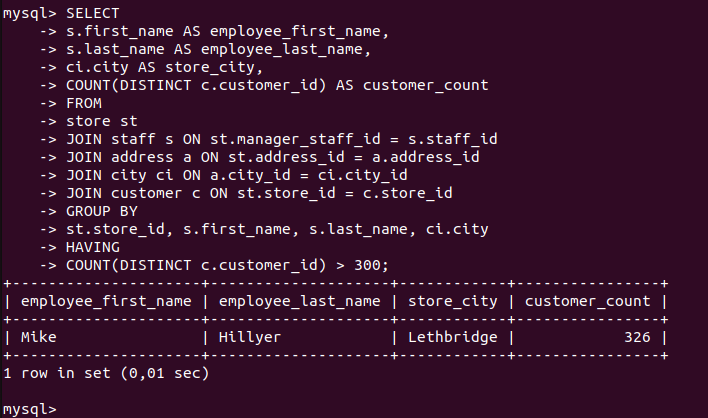 mysql> SELECT
    -> s.first_name AS employee_first_name,
    -> s.last_name AS employee_last_name,
    -> ci.city AS store_city,
    -> COUNT(DISTINCT c.customer_id) AS customer_count
    -> FROM
    -> store st
    -> JOIN staff s ON st.manager_staff_id = s.staff_id
    -> JOIN address a ON st.address_id = a.address_id
    -> JOIN city ci ON a.city_id = ci.city_id
    -> JOIN customer c ON st.store_id = c.store_id
    -> GROUP BY
    -> st.store_id, s.first_name, s.last_name, ci.city
    -> HAVING
    -> COUNT(DISTINCT c.customer_id) > 300;
+---------------------+--------------------+------------+----------------+
| employee_first_name | employee_last_name | store_city | customer_count |
+---------------------+--------------------+------------+----------------+
| Mike                | Hillyer            | Lethbridge |            326 |
+---------------------+--------------------+------------+----------------+
1 row in set (0,01 sec)

mysql>